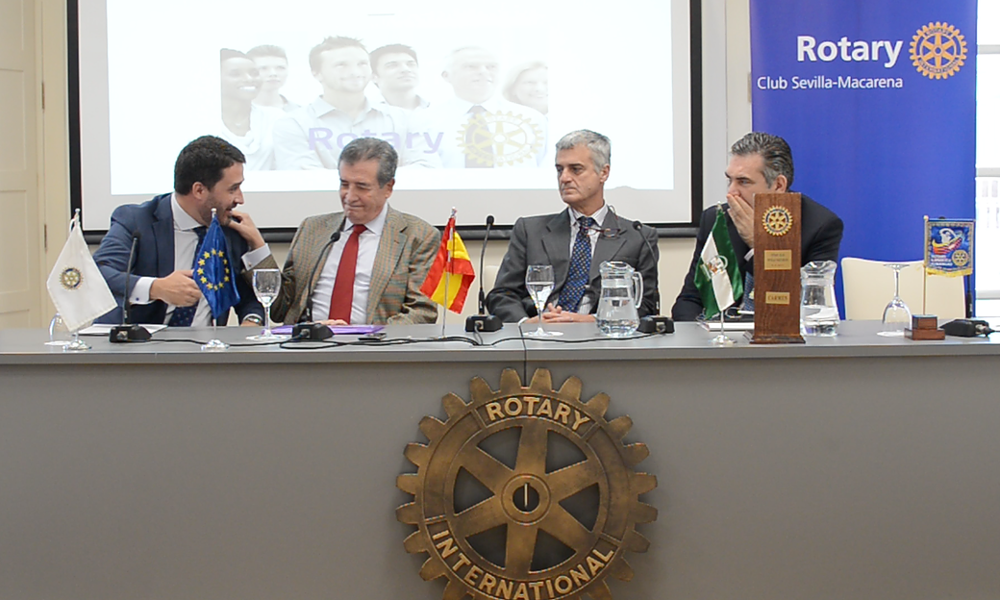 Rotary
Club Sevilla-Macarena
Rotary
ROTARY
INTERNATIONAL